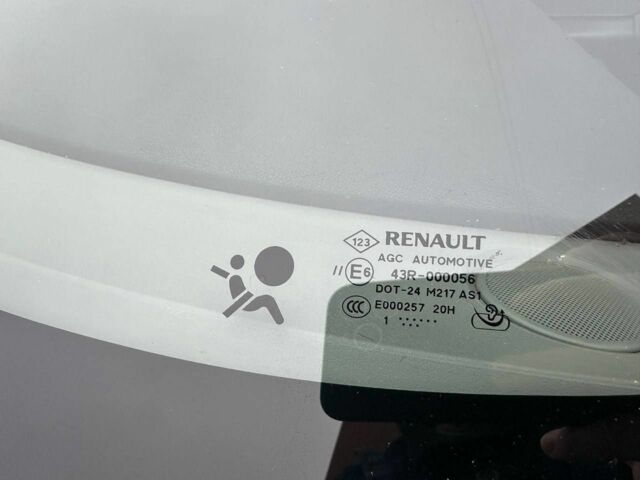 123 RENAULT
AGC AUTOMOTIVE
//E6 43R-000056
DOT-24 M217 AS1
CCC E000257 20H
1 ......